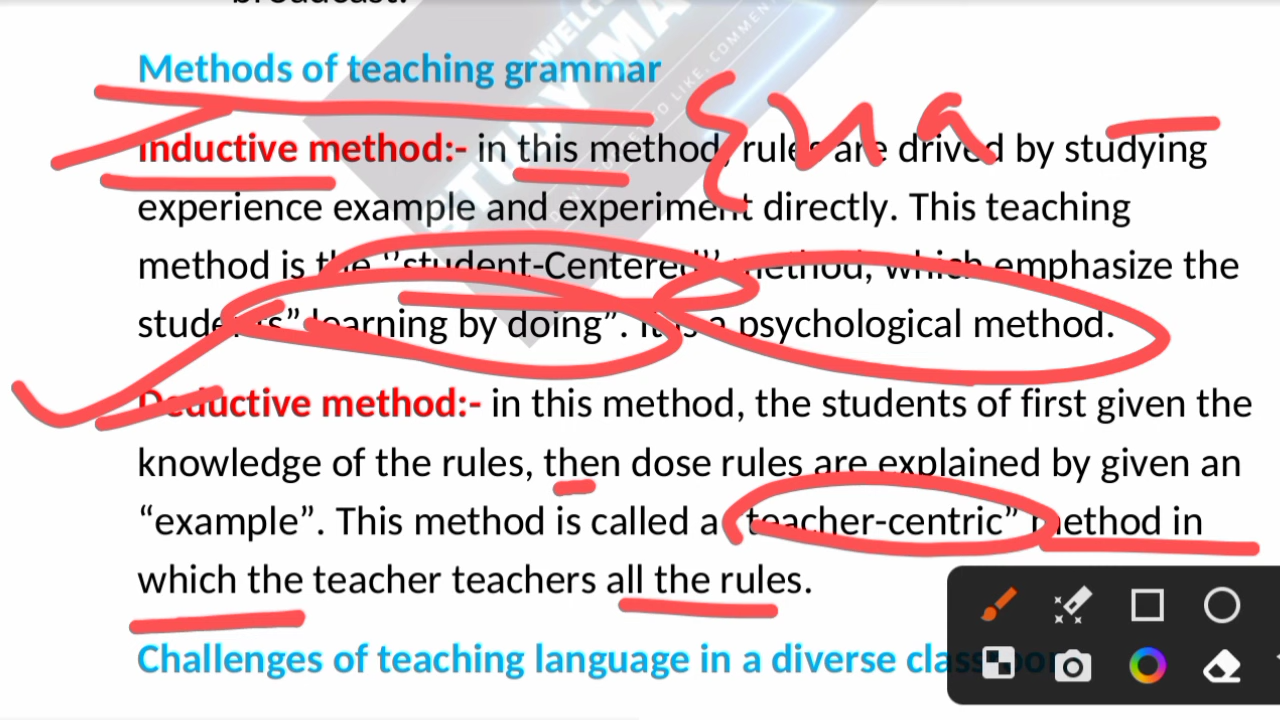 broadcast.
Methods of teaching grammar
Inductive method:- in this method, rules are drived by studying
experience example and experiment directly. This teaching
method is the ‘’student-Centered’’ method, which emphasize the
students” learning by doing”. It is a psychological method.
Deductive method:- in this method, the students of first given the
knowledge of the rules, then dose rules are explained by given an
“example”. This method is called a “teacher-centric” method in
which the teacher teachers all the rules.
Challenges of teaching language in a diverse classroom